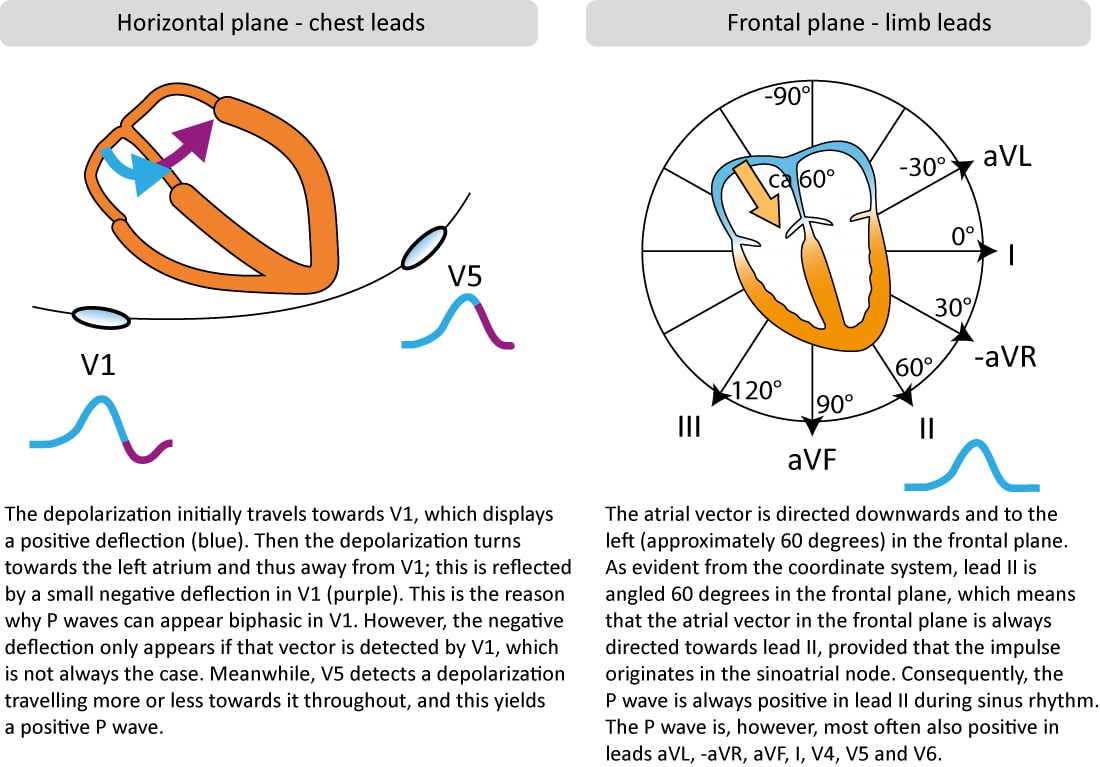 Horizontal plane - chest leads
V5
V1
The depolarization initially travels towards V1, which displays
a positive deflection (blue). Then the depolarization turns
towards the left atrium and thus away from V1; this is reflected
by a small negative deflection in V1 (purple). This is the reason
why P waves can appear biphasic in V1. However, the negative
deflection only appears if that vector is detected by V1, which
is not always the case. Meanwhile, V5 detects a depolarization
travelling more or less towards it throughout, and this yields
a positive P wave.
Frontal plane - limb leads
-90°
-30°
aVL
ca 60°
0°
I
30°
-aVR
60°
II
120°
III
90°
aVF
The atrial vector is directed downwards and to the
left (approximately 60 degrees) in the frontal plane.
As evident from the coordinate system, lead II is
angled 60 degrees in the frontal plane, which means
that the atrial vector in the frontal plane is always
directed towards lead II, provided that the impulse
originates in the sinoatrial node. Consequently, the
P wave is always positive in lead II during sinus rhythm.
The P wave is, however, most often also positive in
leads aVL, -aVR, aVF, I, V4, V5 and V6.